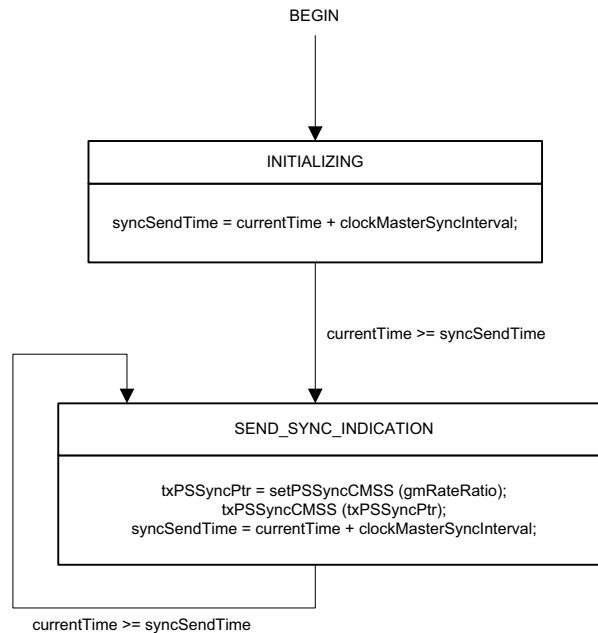 BEGIN
INITIALIZING
syncSendTime = currentTime + clockMasterSyncInterval;
currentTime >= syncSendTime
SEND_SYNC_INDICATION
txPSSyncPtr = setPSSyncCMSS (gmRateRatio);
txPSSyncCMSS (txPSSyncPtr);
syncSendTime = currentTime + clockMasterSyncInterval;
currentTime >= syncSendTime